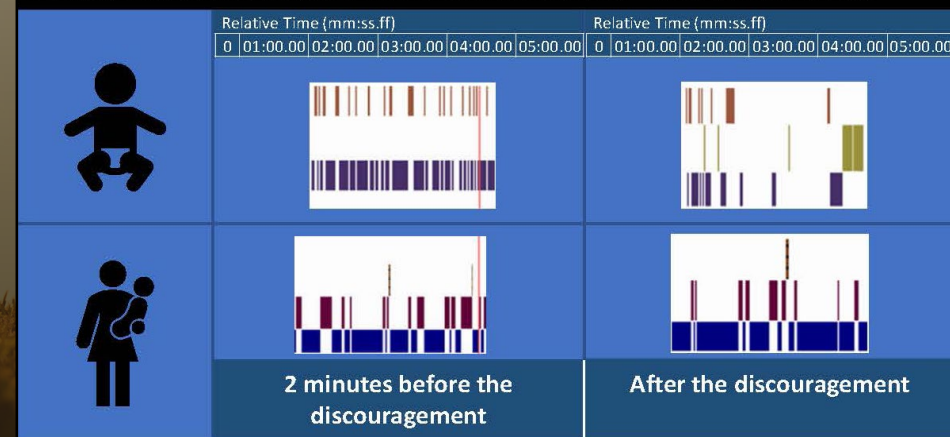 Relative Time (mm:ss.ff)
0 01:00.00 02:00.00 03:00.00 04:00.00 05:00.00
Relative Time (mm:ss.ff)
0 01:00.00 02:00.00 03:00.00 04:00.00 05:00.00
2 minutes before the
discouragement
After the discouragement